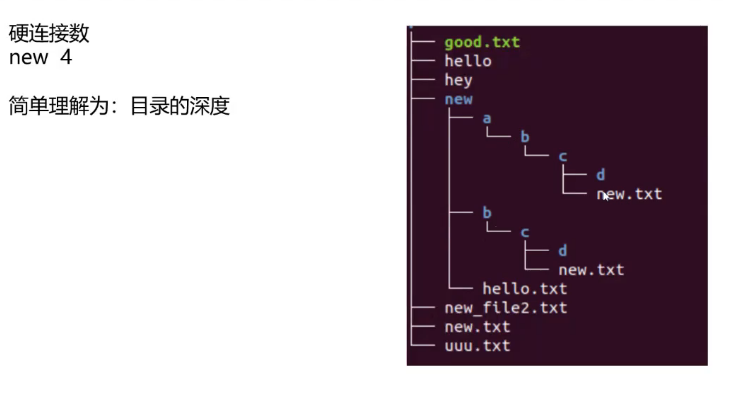 硬连接数
new 4
简单理解为：目录的深度
good.txt
hello
hey
new
a
b
c
d
new.txt
b
c
d
new.txt
hello.txt
new_file2.txt
new.txt
uuu.txt